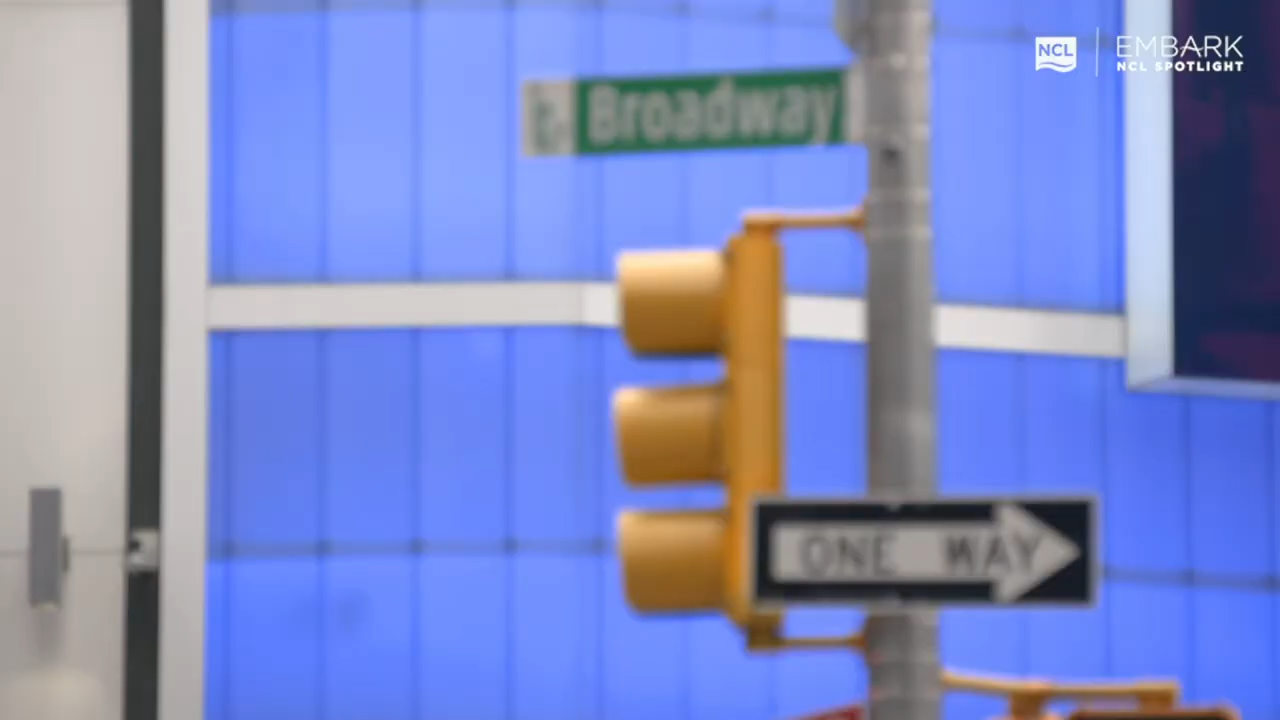 NCL
EMBARK
NCL SPOTLIGHT
Broadway
ONE WAY